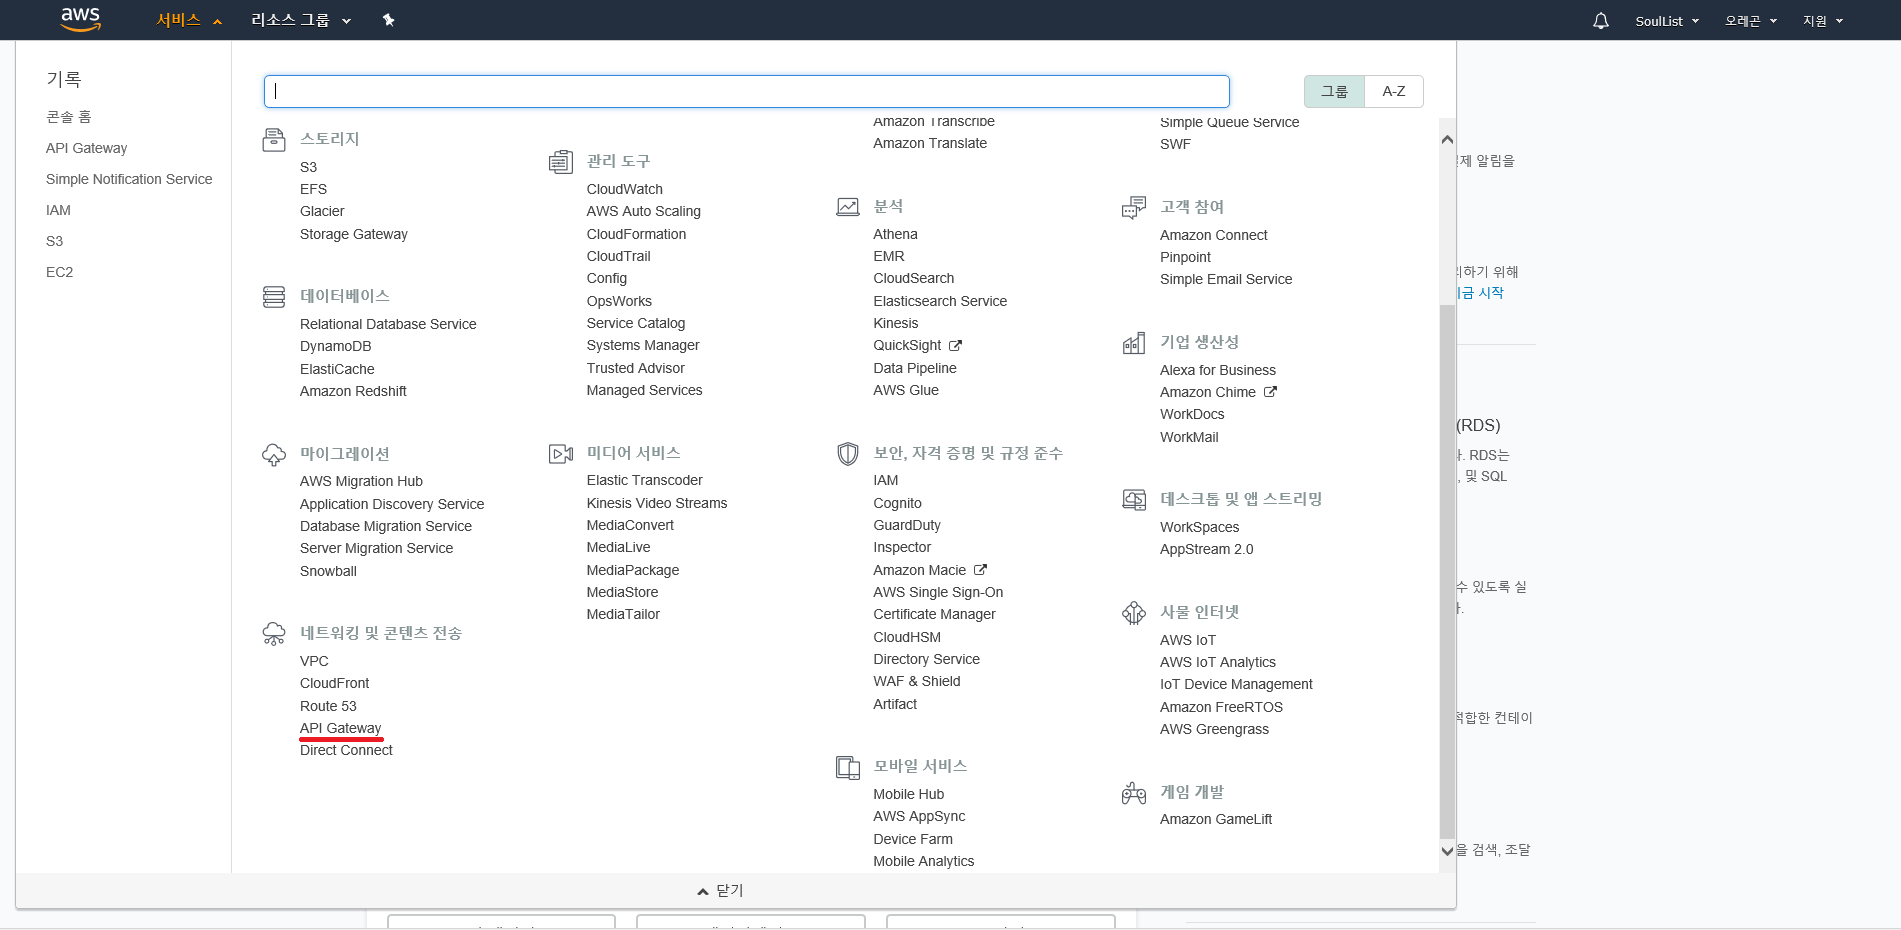 aws
서비스
리소스 그룹
SoulList
오레곤
지원
기록
콘솔 홈
API Gateway
Simple Notification Service
IAM
S3
EC2
그룹
A-Z
스토리지
S3
EFS
Glacier
Storage Gateway
데이터베이스
Relational Database Service
DynamoDB
ElastiCache
Amazon Redshift
마이그레이션
AWS Migration Hub
Application Discovery Service
Database Migration Service
Server Migration Service
Snowball
네트워킹 및 콘텐츠 전송
VPC
CloudFront
Route 53
API Gateway
Direct Connect
관리 도구
CloudWatch
AWS Auto Scaling
CloudFormation
CloudTrail
Config
OpsWorks
Service Catalog
Systems Manager
Trusted Advisor
Managed Services
미디어 서비스
Elastic Transcoder
Kinesis Video Streams
MediaConvert
MediaLive
MediaPackage
MediaStore
MediaTailor
Amazon Transcribe
Amazon Translate
분석
Athena
EMR
CloudSearch
Elasticsearch Service
Kinesis
QuickSight
Data Pipeline
AWS Glue
보안, 자격 증명 및 규정 준수
IAM
Cognito
GuardDuty
Inspector
Amazon Macie
AWS Single Sign-On
Certificate Manager
CloudHSM
Directory Service
WAF & Shield
Artifact
모바일 서비스
Mobile Hub
AWS AppSync
Device Farm
Mobile Analytics
Simple Queue Service
SWF
고객 참여
Amazon Connect
Pinpoint
Simple Email Service
기업 생산성
Alexa for Business
Amazon Chime
WorkDocs
WorkMail
데스크톱 및 앱 스트리밍
WorkSpaces
AppStream 2.0
사물 인터넷
AWS IoT
AWS IoT Analytics
IoT Device Management
Amazon FreeRTOS
AWS Greengrass
게임 개발
Amazon GameLift
닫기
알림을
위해
시작
(RDS)
RDS는
및 SQL
수 있도록 실
컨테이
을 검색, 조달